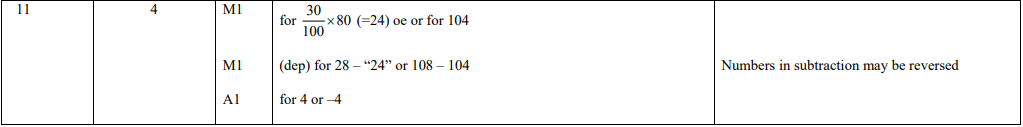 11 4 M1 for 30/100 ×80 (=24) oe or for 104
M1 (dep) for 28 – “24” or 108 – 104 Numbers in subtraction may be reversed
A1 for 4 or –4